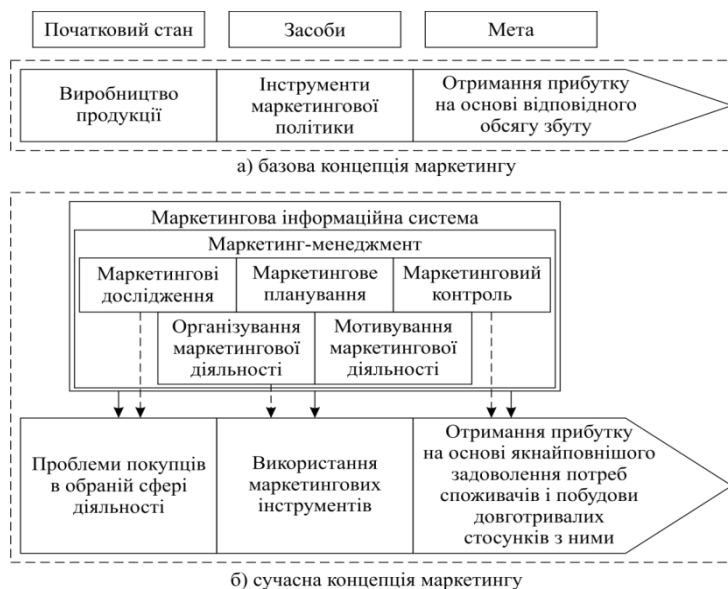 Початковий стан
Засоби
Мета
Виробництво
продукції
Інструменти
маркетингової
політики
Отримання прибутку
на основі відповідного
обсягу збуту
а) базова концепція маркетингу
Маркетингова інформаційна система
Маркетинг-менеджмент
Маркетингові
дослідження
Маркетингове
планування
Маркетинговий
контроль
Організування
маркетингової
діяльності
Мотивування
маркетингової
діяльності
Проблеми покупців
в обраній сфері
діяльності
Використання
маркетингових
інструментів
Отримання прибутку
на основі якнайповнішого
задоволення потреб
споживачів і побудови
довготривалих
стосунків з ними
б) сучасна концепція маркетингу